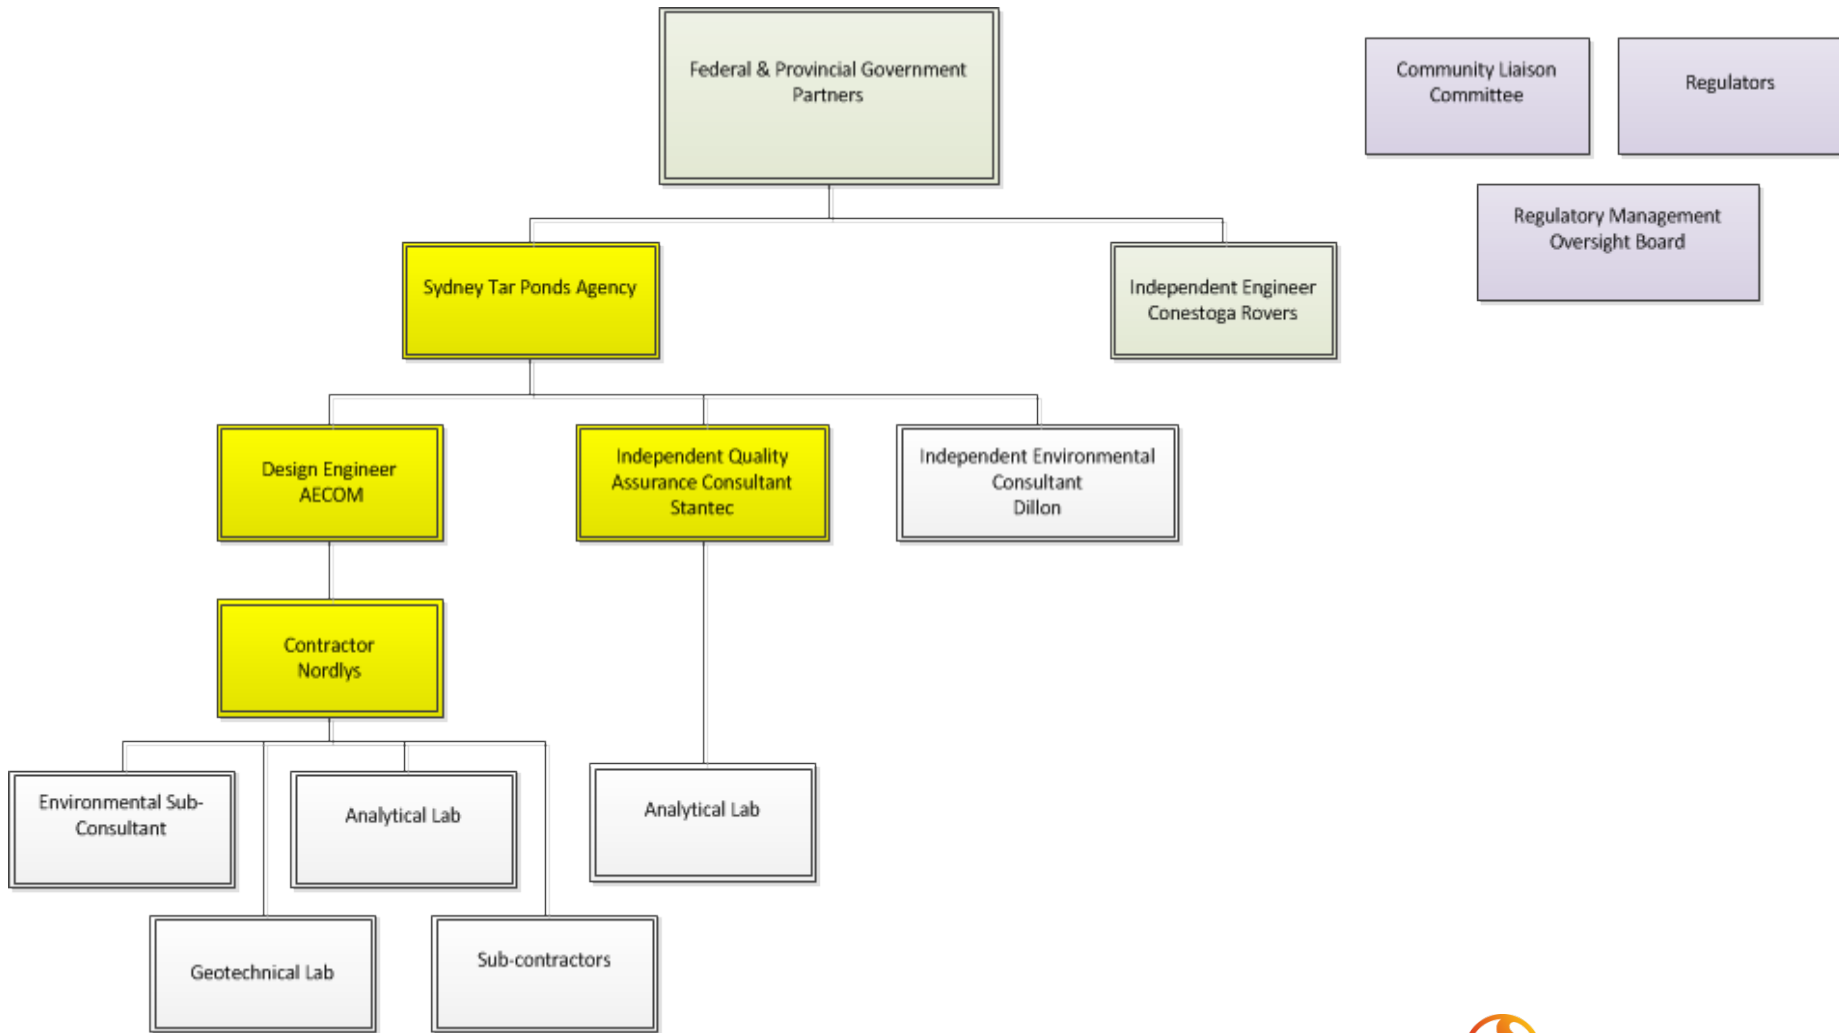 Federal & Provincial Government
Partners
Community Liaison
Committee
Regulators
Regulatory Management
Oversight Board
Sydney Tar Ponds Agency
Independent Engineer
Conestoga Rovers
Design Engineer
AECOM
Independent Quality
Assurance Consultant
Stantec
Independent Environmental
Consultant
Dillon
Contractor
Nordlys
Environmental Sub-
Consultant
Analytical Lab
Analytical Lab
Geotechnical Lab
Sub-contractors